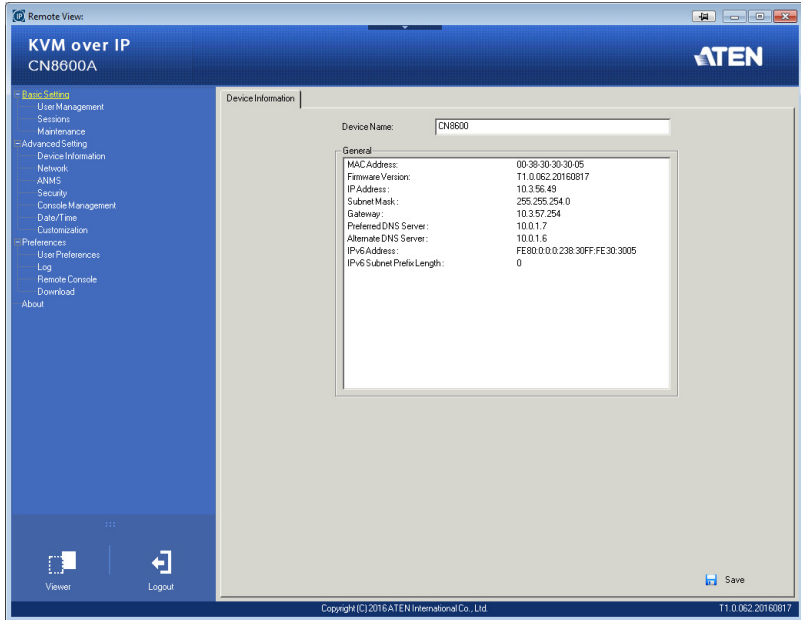 Remote View:
KVM over IP
CN8600A
ATEN
Basic Setting
User Management
Sessions
Maintenance
Advanced Setting
Device Information
Network
ANMS
Security
Console Management
Date/Time
Customization
Preferences
User Preferences
Log
Remote Console
Download
About
Viewer
Logout
Device Information
Device Name: CN8600
General
MAC Address: 00-38-30-30-30-05
Firmware Version: T1.0.062.20160817
IP Address: 10.3.56.49
Subnet Mask: 255.255.254.0
Gateway: 10.3.57.254
Preferred DNS Server: 10.0.1.7
Alternate DNS Server: 10.0.1.6
IPv6 Address: FE80:0:0:0:238:30FF:FE30:3005
IPv6 Subnet Prefix Length: 0
Save
Copyright (C) 2016 ATEN International Co., Ltd.
T1.0.062.20160817